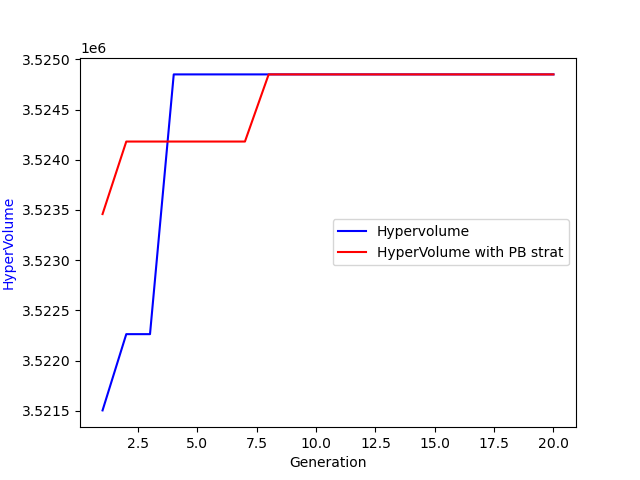 1e6
3.5250
3.5245
3.5240
3.5235
3.5230
3.5225
3.5220
3.5215
HyperVolume
Hypervolume
HyperVolume with PB strat
2.5 5.0 7.5 10.0 12.5 15.0 17.5 20.0
Generation